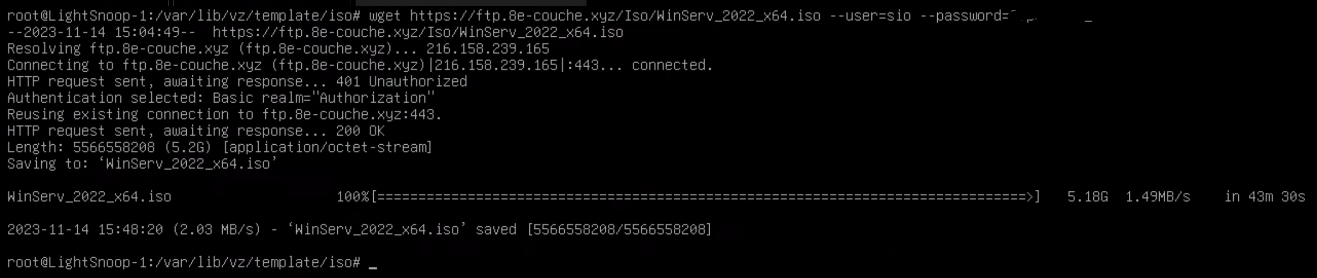 root@LightSnoop-1:/var/lib/vz/template/iso# wget https://ftp.8e-couche.xyz/Iso/WinServ_2022_x64.iso --user=sio --password=
--2023-11-14 15:04:49--  https://ftp.8e-couche.xyz/Iso/WinServ_2022_x64.iso
Resolving ftp.8e-couche.xyz (ftp.8e-couche.xyz)... 216.158.239.165
Connecting to ftp.8e-couche.xyz (ftp.8e-couche.xyz)|216.158.239.165|:443... connected.
HTTP request sent, awaiting response... 401 Unauthorized
Authentication selected: Basic realm="Authorization"
Reusing existing connection to ftp.8e-couche.xyz:443.
HTTP request sent, awaiting response... 200 OK
Length: 5566558208 (5.2G) [application/octet-stream]
Saving to: ‘WinServ_2022_x64.iso’
WinServ_2022_x64.iso 100%[==============================================================================>] 5.18G 1.49MB/s in 43m 30s
2023-11-14 15:48:20 (2.03 MB/s) - ‘WinServ_2022_x64.iso’ saved [5566558208/5566558208]
root@LightSnoop-1:/var/lib/vz/template/iso# _